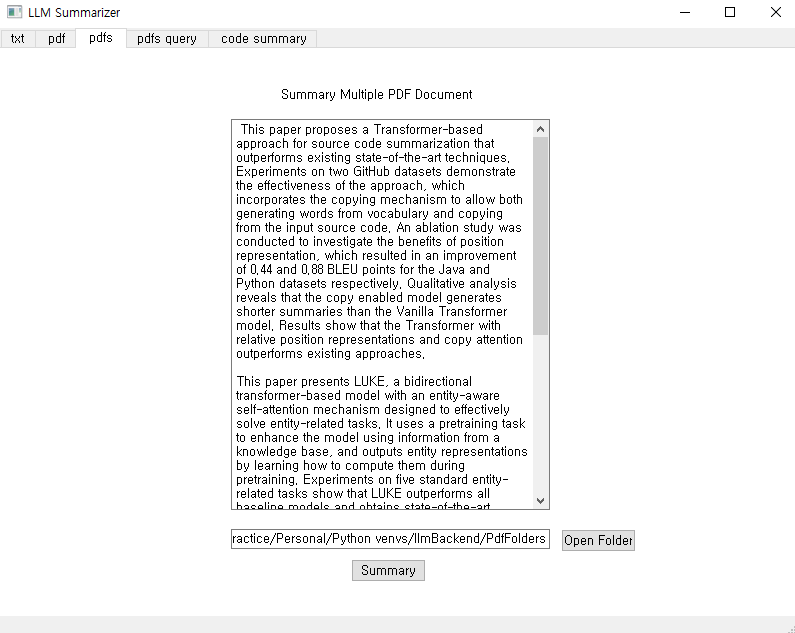 LLM Summarizer
txt pdf pdfs pdfs query code summary
Summary Multiple PDF Document
This paper proposes a Transformer-based
approach for source code summarization that
outperforms existing state-of-the-art techniques.
Experiments on two GitHub datasets demonstrate
the effectiveness of the approach, which
incorporates the copying mechanism to allow both
generating words from vocabulary and copying
from the input source code. An ablation study was
conducted to investigate the benefits of position
representation, which resulted in an improvement
of 0.44 and 0.88 BLEU points for the Java and
Python datasets respectively. Qualitative analysis
reveals that the copy enabled model generates
shorter summaries than the Vanilla Transformer
model. Results show that the Transformer with
relative position representations and copy attention
outperforms existing approaches.
This paper presents LUKE, a bidirectional
transformer-based model with an entity-aware
self-attention mechanism designed to effectively
solve entity-related tasks. It uses a pretraining task
to enhance the model using information from a
knowledge base, and outputs entity representations
by learning how to compute them during
pretraining. Experiments on five standard entity-
related tasks show that LUKE outperforms all
baseline models and obtains state-of-the-art
ractice/Personal/Python venvs/llmBackend/PdfFolders
Open Folder
Summary